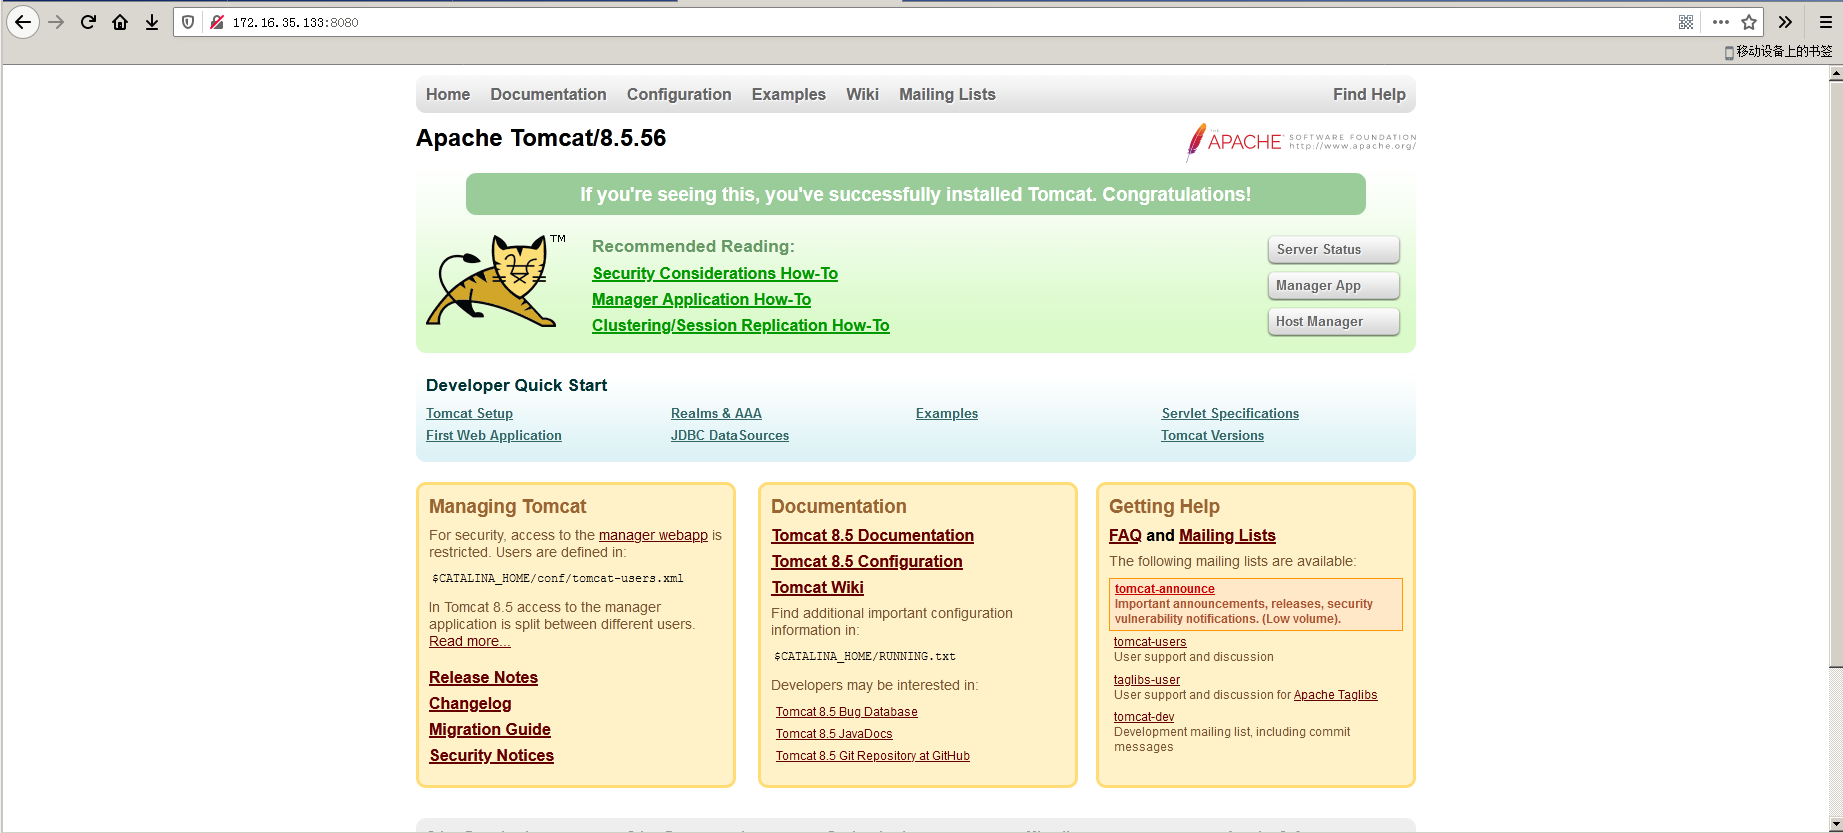 172.16.35.133:8080
移动设备上的书签
Home Documentation Configuration Examples Wiki Mailing Lists Find Help
Apache Tomcat/8.5.56
THE APACHE SOFTWARE FOUNDATION
http://www.apache.org/
If you're seeing this, you've successfully installed Tomcat. Congratulations!
TM
Recommended Reading:
Security Considerations How-To
Manager Application How-To
Clustering/Session Replication How-To
Server Status
Manager App
Host Manager
Developer Quick Start
Tomcat Setup
First Web Application
Realms & AAA
JDBC DataSources
Examples
Servlet Specifications
Tomcat Versions
Managing Tomcat
For security, access to the manager webapp is
restricted. Users are defined in:
$CATALINA_HOME/conf/tomcat-users.xml
In Tomcat 8.5 access to the manager
application is split between different users.
Read more...
Release Notes
Changelog
Migration Guide
Security Notices
Documentation
Tomcat 8.5 Documentation
Tomcat 8.5 Configuration
Tomcat Wiki
Find additional important configuration
information in:
$CATALINA_HOME/RUNNING.txt
Developers may be interested in:
Tomcat 8.5 Bug Database
Tomcat 8.5 JavaDocs
Tomcat 8.5 Git Repository at GitHub
Getting Help
FAQ and Mailing Lists
The following mailing lists are available:
tomcat-announce
Important announcements, releases, security
vulnerability notifications. (Low volume).
tomcat-users
User support and discussion
taglibs-user
User support and discussion for Apache Taglibs
tomcat-dev
Development mailing list, including commit
messages